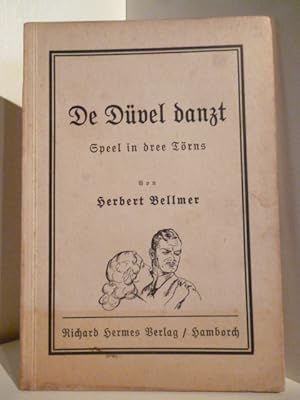 De Düvel danzt
Speel in dree Törns
Von
Herbert Bellmer
Richard Hermes Verlag / Hamborch